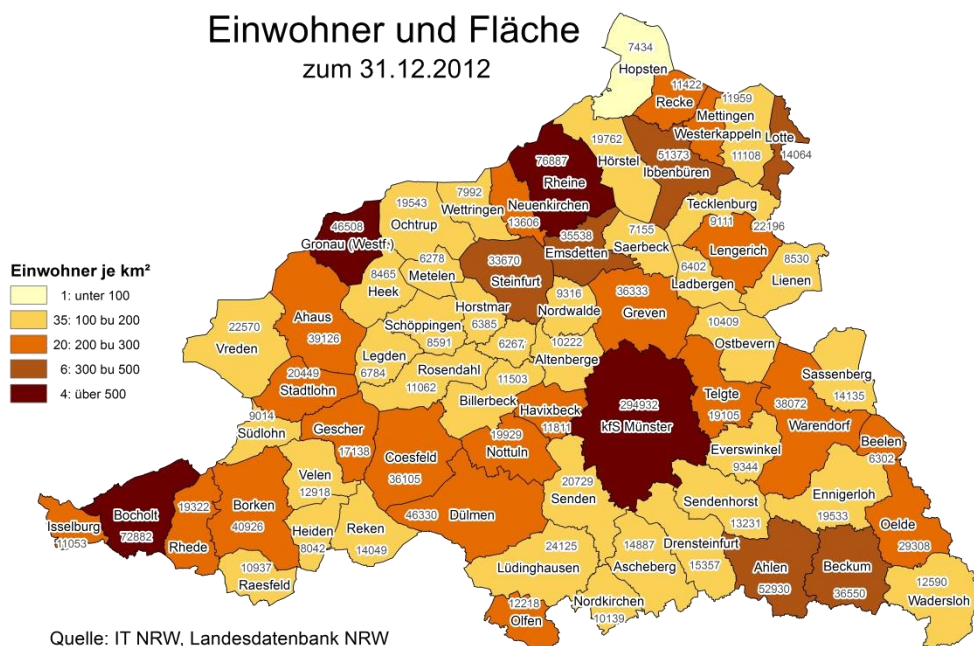 Einwohner und Fläche
zum 31.12.2012
7434
Hopsten
11422
Recke
11959
Mettingen
Westerkappeln
11108
Lotte
14064
19762
Hörstel
51373
Ibbenbüren
76887
Rheine
Neuenkirchen
13606
7992
Wettringen
19543
Ochtrup
46508
Gronau (Westf.)
Tecklenburg
9111
22196
Lengerich
35538
Emsdetten
7155
Saerbeck
6402
Ladbergen
8530
Lienen
33670
Steinfurt
6278
Metelen
8465
Heek
Einwohner je km²
1: unter 100
35: 100 bu 200
20: 200 bu 300
6: 300 bu 500
4: über 500
9316
Nordwalde
36333
Greven
Horstmar
6385
Schöppingen
8591
Ahaus
39126
22570
Vreden
10409
Ostbevern
6267
10222
Altenberge
Legden
6784
Rosendahl
11062
20449
Stadtlohn
11503
Billerbeck
Sassenberg
14135
Telgte
19105
38072
Warendorf
Havixbeck
11811
294932
kfS Münster
9014
Südlohn
Gescher
17138
19929
Nottuln
Coesfeld
36105
Everswinkel
9344
Beelen
6302
Velen
12918
20729
Senden
Sendenhorst
13231
Ennigerloh
19533
46330
Dülmen
Oelde
29308
19322
Rhede
Borken
40926
Bocholt
72882
Isselburg
11053
Heiden
8042
Reken
14049
24125
Lüdinghausen
14887
Ascheberg
Drensteinfurt
15357
Ahlen
52930
Beckum
36550
12590
Wadersloh
10937
Raesfeld
Nordkirchen
10139
12218
Olfen
Quelle: IT NRW, Landesdatenbank NRW